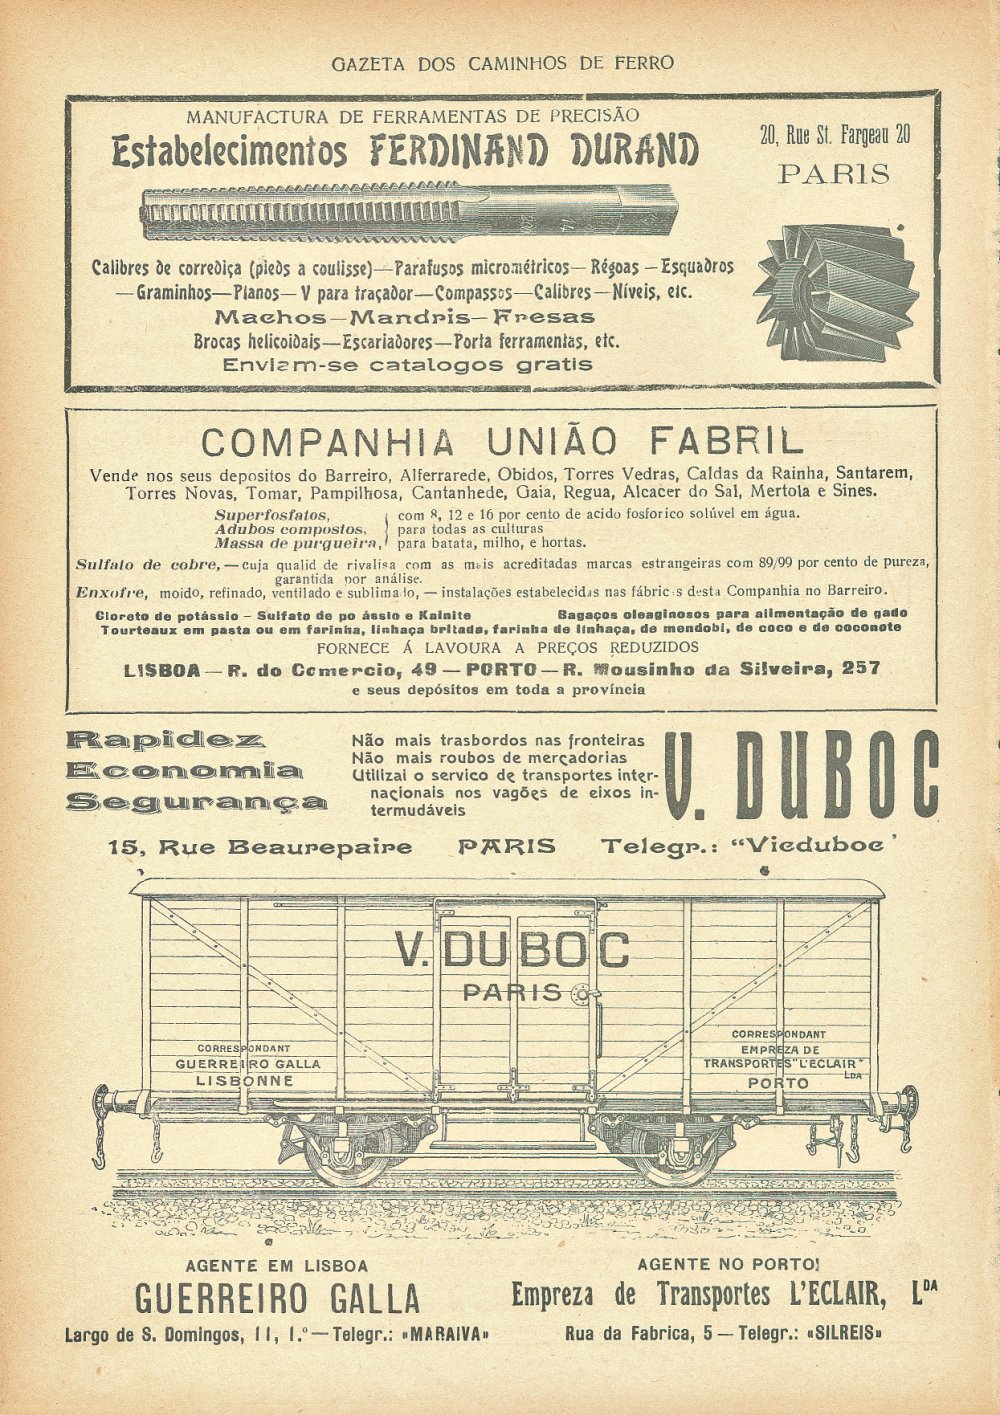 GAZETA DOS CAMINHOS DE FERRO
MANUFACTURA DE FERRAMENTAS DE PRECISÃO
Estabelecimentos FERDINAND DURAND
20, Rue St. Fargeau 20
PARIS
Calibres de corrediça (pieds a coulisse)—Parafusos micrométricos—Régoas—Esquadros
—Graminhos—Planos—V para traçador—Compassos—Calibres—Níveis, etc.
Machos—Mandris—Fresas
Brocas helicoidais—Escariadores—Porta ferramentas, etc.
Enviam-se catalogos gratis
COMPANHIA UNIÃO FABRIL
Vende nos seus depositos do Barreiro, Alferrarede, Obidos, Torres Vedras, Caldas da Rainha, Santarem,
Torres Novas, Tomar, Pampilhosa, Cantanhede, Gaia, Regua, Alcacer do Sal, Mertola e Sines.
Superfosfatos, com 8, 12 e 16 por cento de acido fosforico solúvel em água.
Adubos compostos, para todas as culturas
Massa de purgueira, para batata, milho, e hortas.
Sulfato de cobre,—cuja qualid de rivalisa com as mais acreditadas marcas estrangeiras com 89/99 por cento de pureza,
garantida por análise.
Enxofre, moido, refinado, ventilado e sublimado,—instalações estabelecidas nas fábric s desta Companhia no Barreiro.
Cloreto de potássio – Sulfato de po ássio e Kainite
Bagaços oleaginosos para alimentação de gado
Tourteaux em pasta ou em farinha, linhaça britada, farinha de linhaça, de mendobi, de coco e de coconote
FORNECE Á LAVOURA A PREÇOS REDUZIDOS
LISBOA—R. do Comercio, 49—PORTO—R. Mousinho da Silveira, 257
e seus depósitos em toda a província
Rapidez
Economia
Segurança
Não mais trasbordos nas fronteiras
Não mais roubos de mercadorias
Utilizai o servico de transportes inter-
nacionais nos vagões de eixos in-
termudáveis
V. DUBOC
15, Rue Beaurepaire PARIS Telegr.: "Vieduboc'
V. DUBOC
PARIS
CORRESPONDANT
GUERREIRO GALLA
LISBONNE
CORRESPONDANT
EMPREZA DE
TRANSPORTES "L'ECLAIR"
LDA
PORTO
AGENTE EM LISBOA
GUERREIRO GALLA
Largo de S. Domingos, 11, 1.º—Telegr.: «MARAIVA»
AGENTE NO PORTO:
Empreza de Transportes L'ECLAIR, LDA
Rua da Fabrica, 5—Telegr.: «SILREIS»